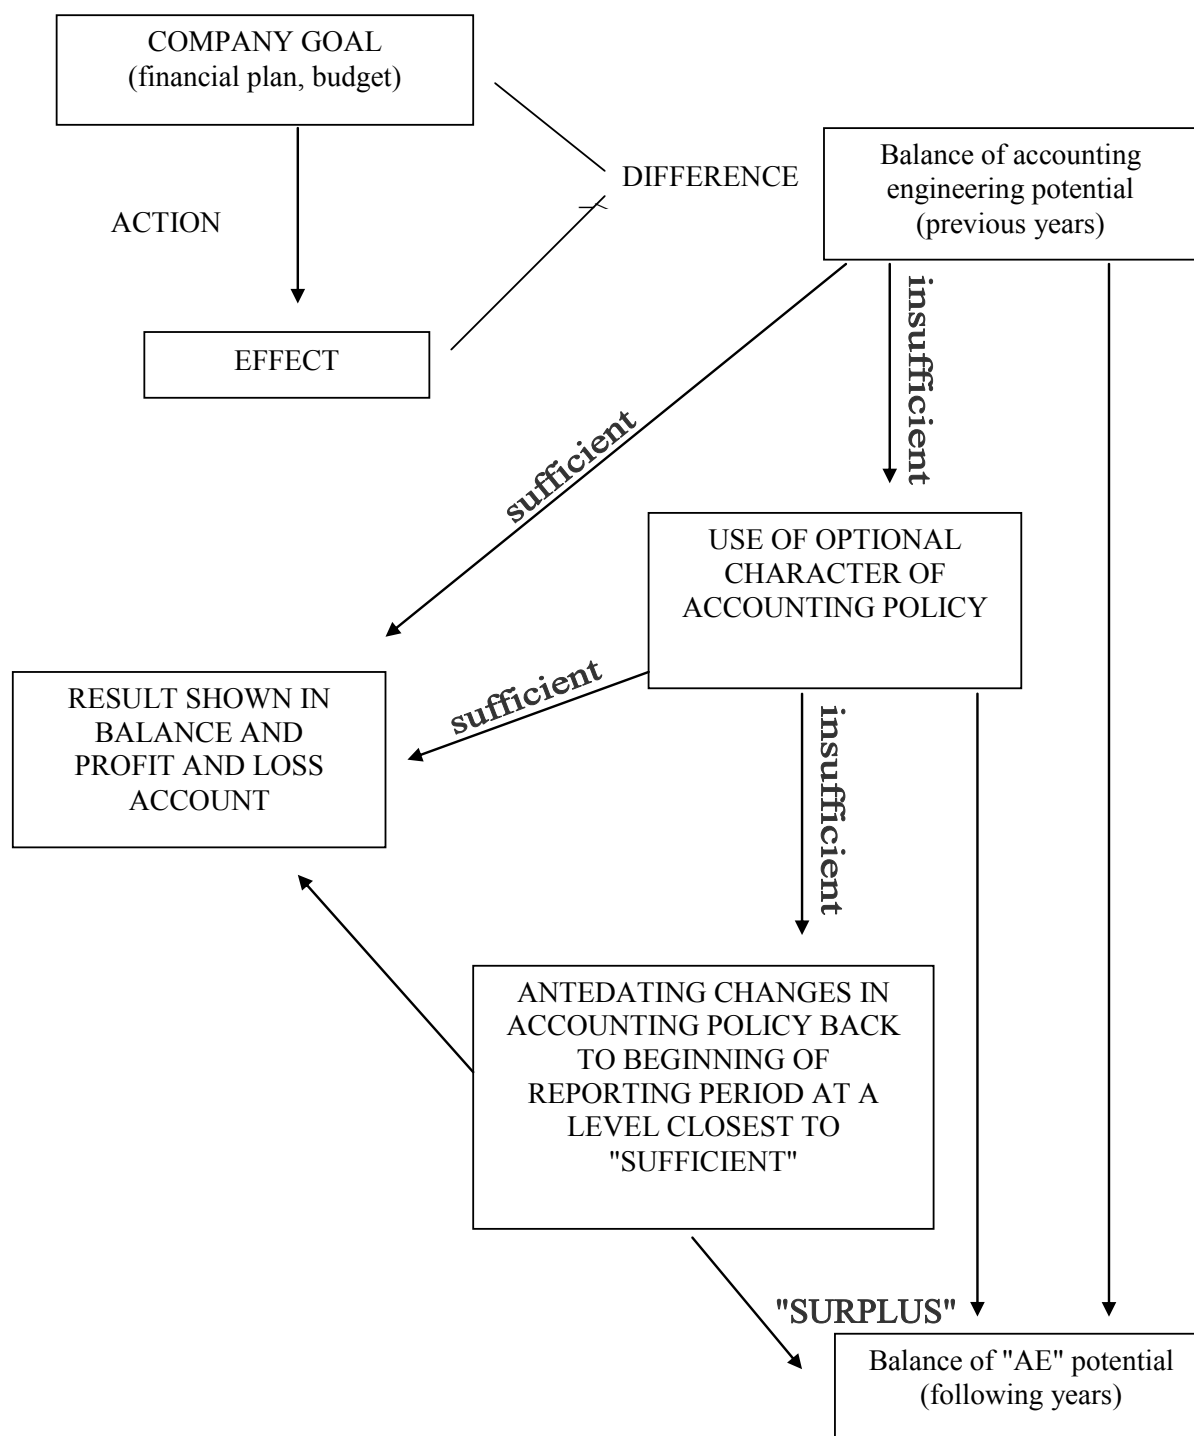 COMPANY GOAL
(financial plan, budget)
DIFFERENCE
Balance of accounting
engineering potential
(previous years)
ACTION
EFFECT
insufficient
sufficient
USE OF OPTIONAL
CHARACTER OF
ACCOUNTING POLICY
sufficient
RESULT SHOWN IN
BALANCE AND
PROFIT AND LOSS
ACCOUNT
insufficient
ANTEDATING CHANGES IN
ACCOUNTING POLICY BACK
TO BEGINNING OF
REPORTING PERIOD AT A
LEVEL CLOSEST TO
"SUFFICIENT"
"SURPLUS"
Balance of "AE" potential
(following years)